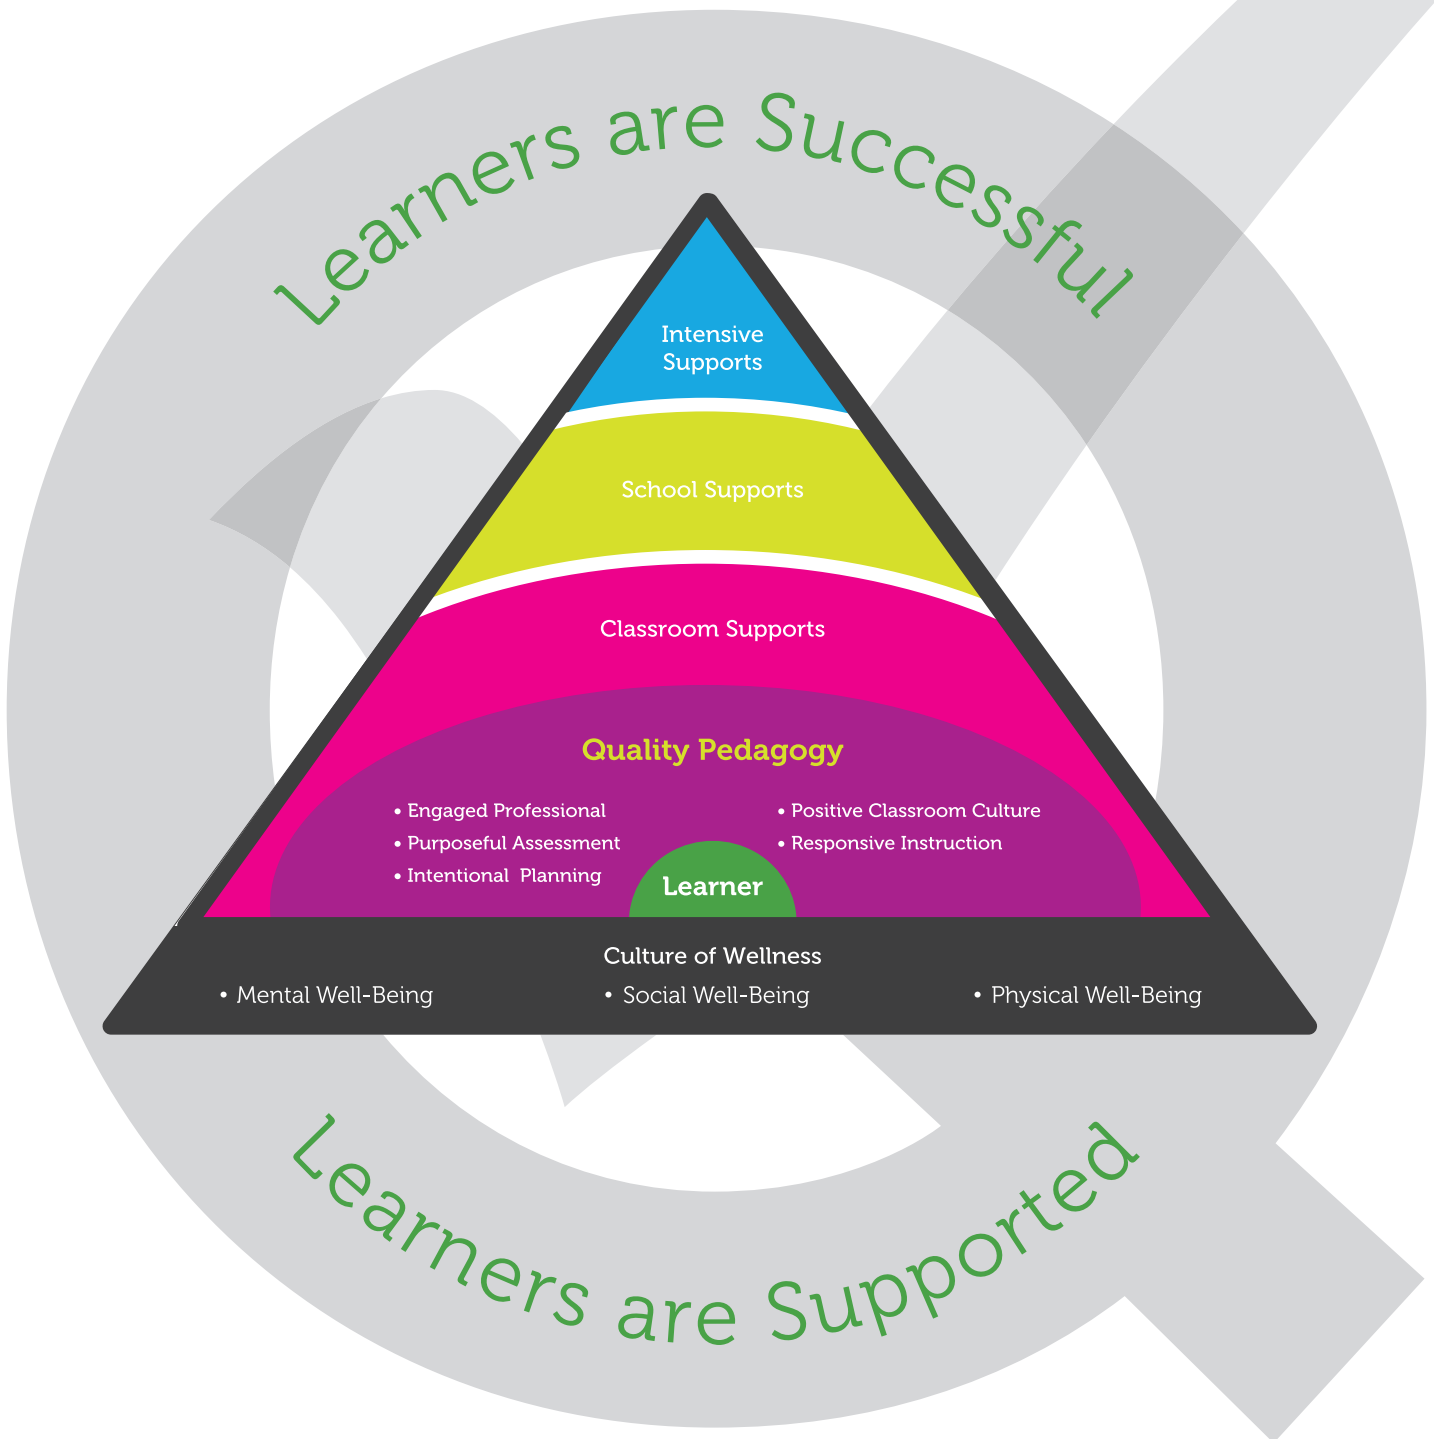 Learners are Successful
Intensive
Supports
School Supports
Classroom Supports
Quality Pedagogy
• Engaged Professional
• Purposeful Assessment
• Intentional Planning
• Positive Classroom Culture
• Responsive Instruction
Learner
Culture of Wellness
• Mental Well-Being
• Social Well-Being
• Physical Well-Being
Learners are Supported